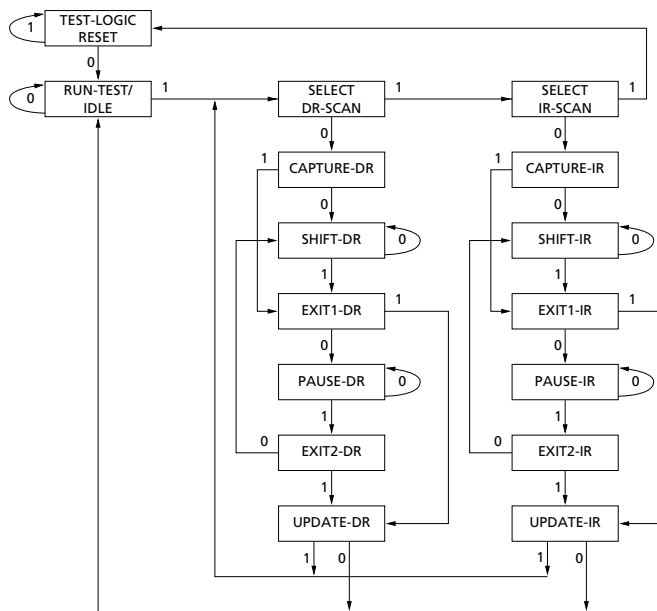 1
TEST-LOGIC
RESET
0
0
RUN-TEST/
IDLE
1
SELECT
DR-SCAN
1
SELECT
IR-SCAN
1
0
0
1
CAPTURE-DR
1
CAPTURE-IR
0
0
SHIFT-DR
0
SHIFT-IR
0
1
1
EXIT1-DR
1
EXIT1-IR
1
0
0
PAUSE-DR
0
PAUSE-IR
0
1
1
0
EXIT2-DR
0
EXIT2-IR
1
1
UPDATE-DR
UPDATE-IR
1
0
1
0